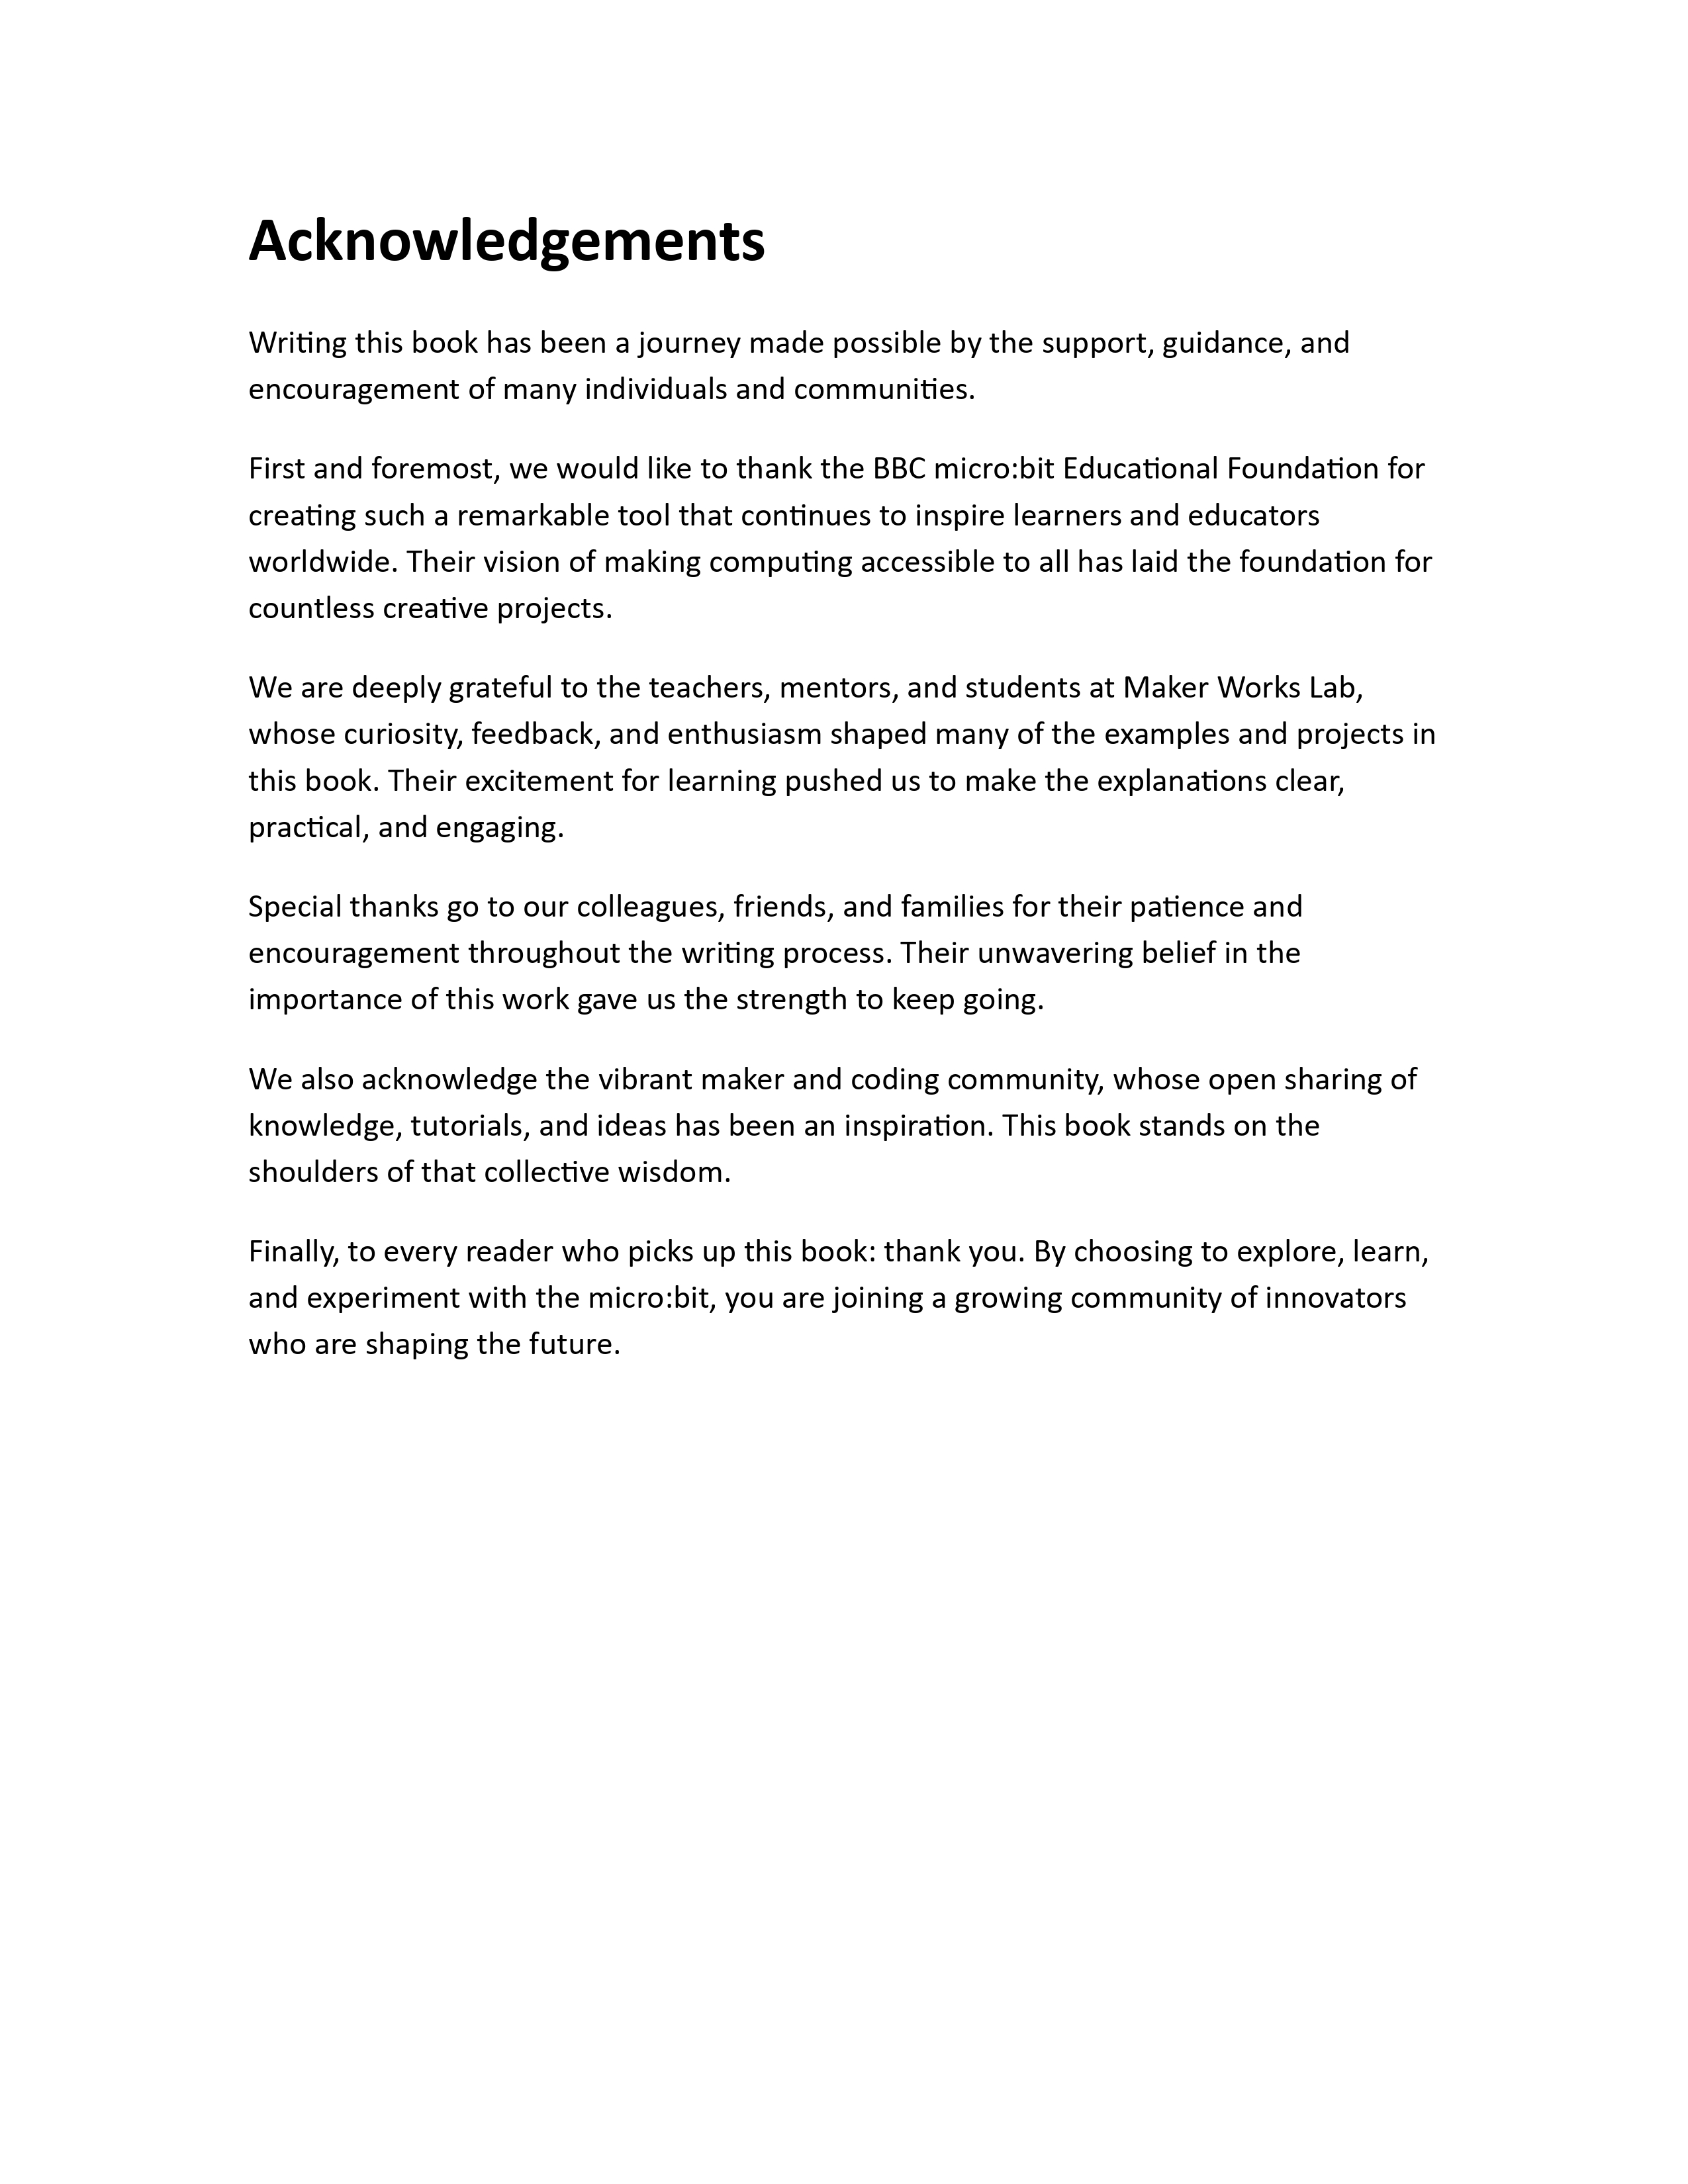 Acknowledgements
Writing this book has been a journey made possible by the support, guidance, and
encouragement of many individuals and communities.
First and foremost, we would like to thank the BBC micro:bit Educational Foundation for
creating such a remarkable tool that continues to inspire learners and educators
worldwide. Their vision of making computing accessible to all has laid the foundation for
countless creative projects.
We are deeply grateful to the teachers, mentors, and students at Maker Works Lab,
whose curiosity, feedback, and enthusiasm shaped many of the examples and projects in
this book. Their excitement for learning pushed us to make the explanations clear,
practical, and engaging.
Special thanks go to our colleagues, friends, and families for their patience and
encouragement throughout the writing process. Their unwavering belief in the
importance of this work gave us the strength to keep going.
We also acknowledge the vibrant maker and coding community, whose open sharing of
knowledge, tutorials, and ideas has been an inspiration. This book stands on the
shoulders of that collective wisdom.
Finally, to every reader who picks up this book: thank you. By choosing to explore, learn,
and experiment with the micro:bit, you are joining a growing community of innovators
who are shaping the future.